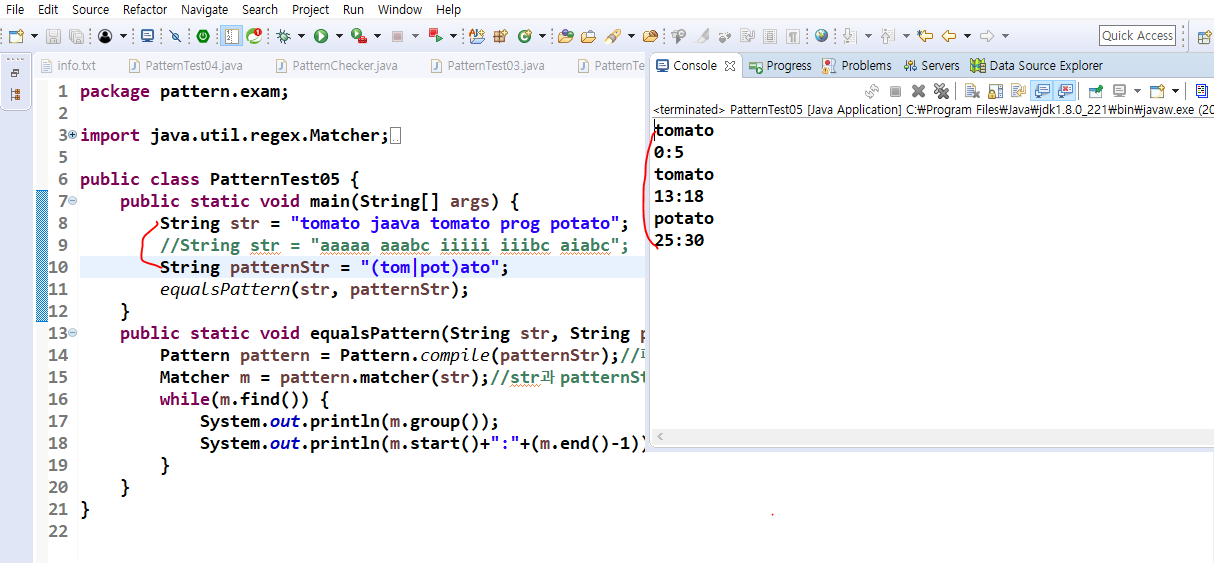 File Edit Source Refactor Navigate Search Project Run Window Help
Quick Access
info.txt PatternTest04.java PatternChecker.java PatternTest03.java PatternTe
Console Progress Problems Servers Data Source Explorer
<terminated> PatternTest05 [Java Application] C:₩Program Files₩Java₩jdk1.8.0_221₩bin₩javaw.exe (20
1 package pattern.exam;
2
3 import java.util.regex.Matcher;
5
6 public class PatternTest05 {
7 public static void main(String[] args) {
8 String str = "tomato jaava tomato prog potato";
9 //String str = "aaaaa aaabc iiiii iiibc aiabc";
10 String patternStr = "(tom|pot)ato";
11 equalsPattern(str, patternStr);
12 }
13 public static void equalsPattern(String str, String p
14 Pattern pattern = Pattern.compile(patternStr);//
15 Matcher m = pattern.matcher(str);//str과 patternSt
16 while(m.find()) {
17 System.out.println(m.group());
18 System.out.println(m.start()+":"+(m.end()-1))
19 }
20 }
21 }
22
tomato
0:5
tomato
13:18
potato
25:30